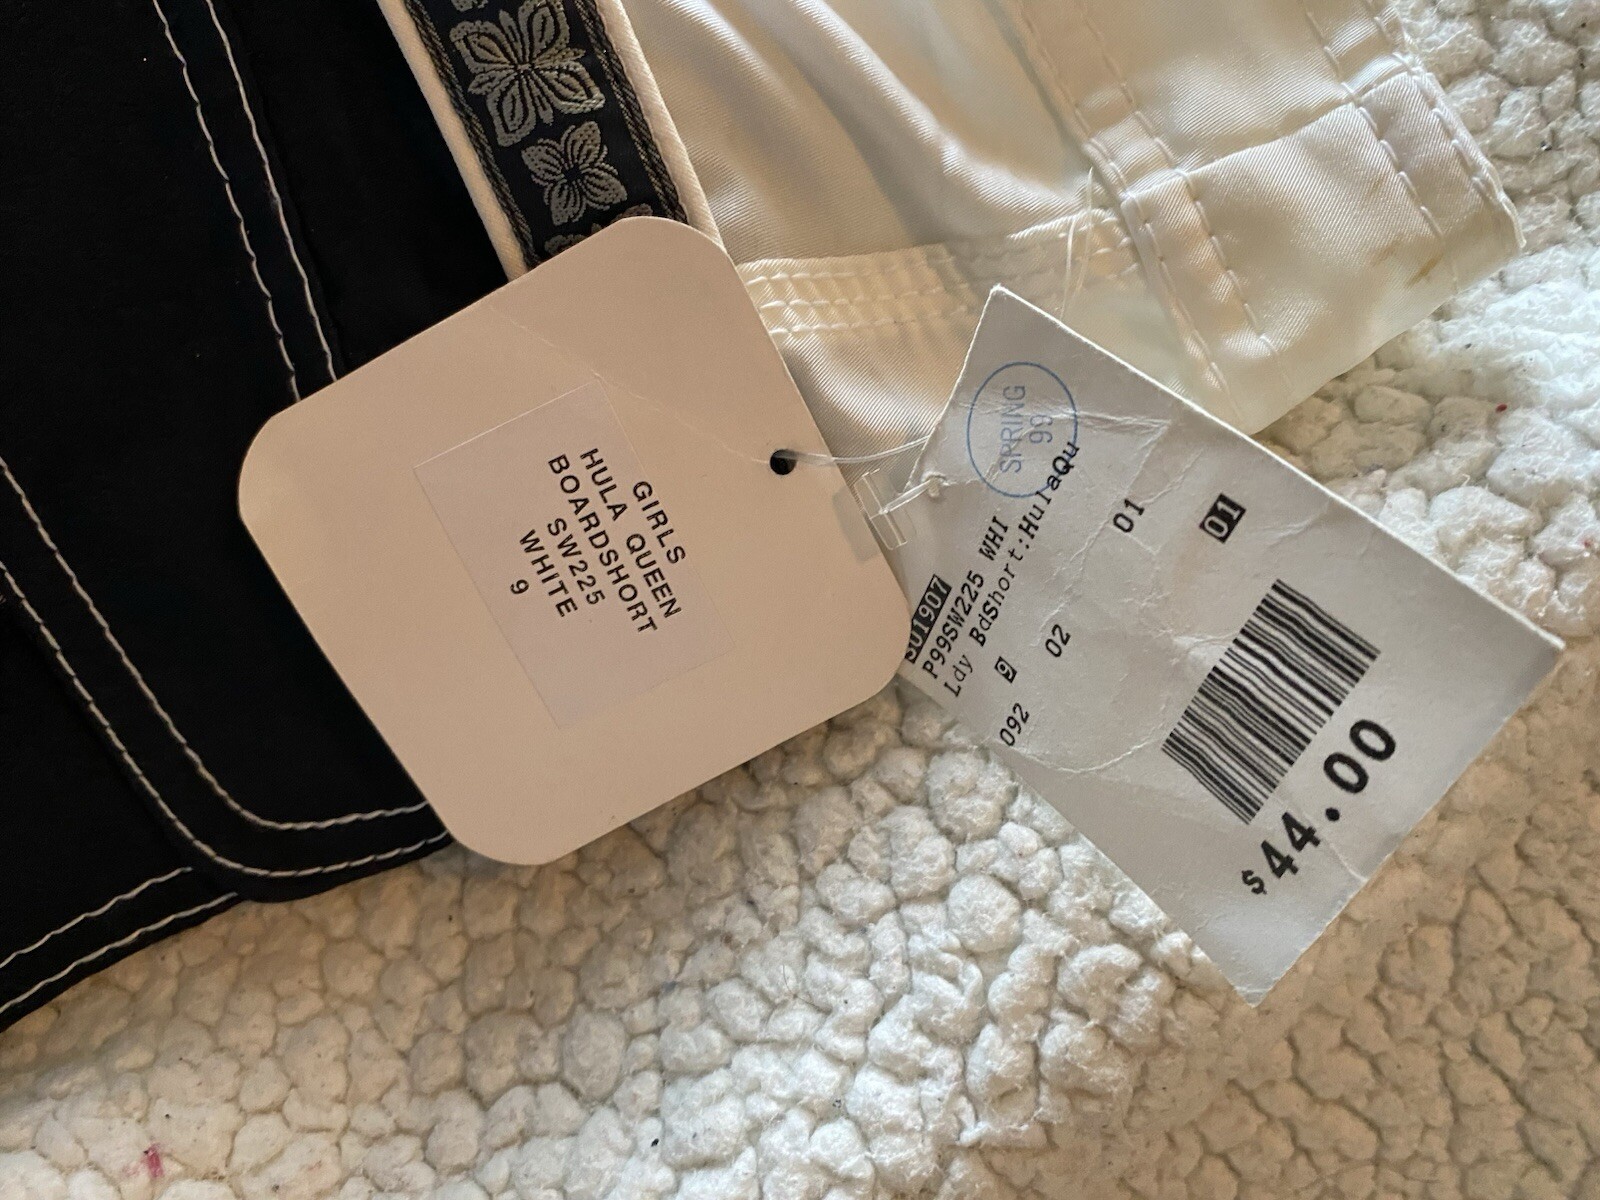 GIRLS
HULA QUEEN
BOARDSHORT
SW225
WHITE
9
SPRING
99
S01907
P99SW225 WHI
Ldy BdShort:HulaQu
9
01
092
02
01
$44.00